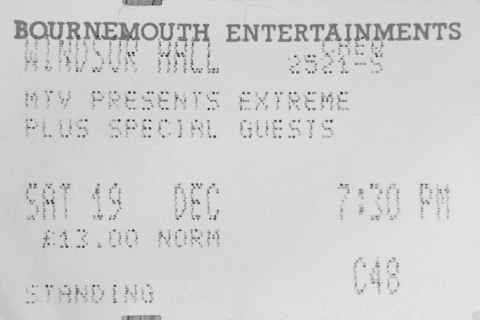 BOURNEMOUTH ENTERTAINMENTS
WINDSOR HALL CHEQ
2521-S
MTV PRESENTS EXTREME
PLUS SPECIAL GUESTS
SAT 19 DEC 7:30 PM
£13.00 NORM
C48
STANDING